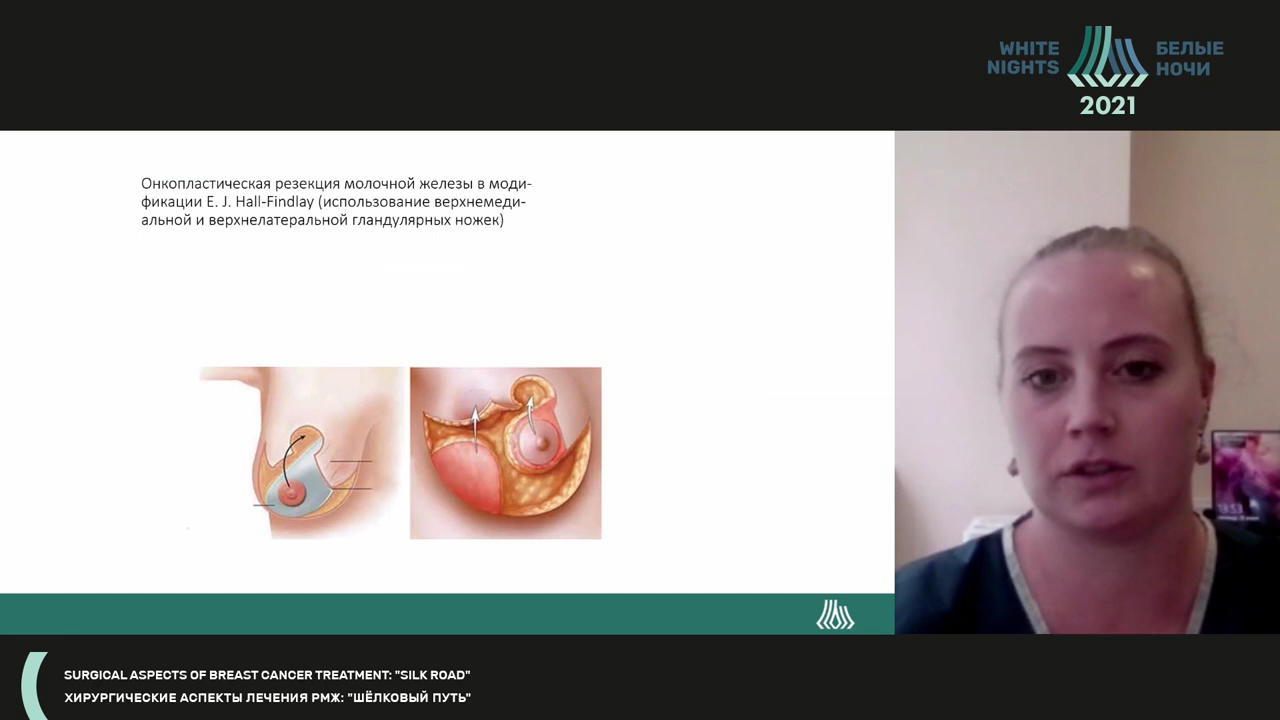 WHITE
NIGHTS
БЕЛЫЕ
НОЧИ
2021
Онкопластическая резекция молочной железы в моди-
фикации E. J. Hall-Findlay (использование верхнемеди-
альной и верхнелатеральной гландулярных ножек)
SURGICAL ASPECTS OF BREAST CANCER TREATMENT: "SILK ROAD"
ХИРУРГИЧЕСКИЕ АСПЕКТЫ ЛЕЧЕНИЯ РМЖ: "ШЁЛКОВЫЙ ПУТЬ"